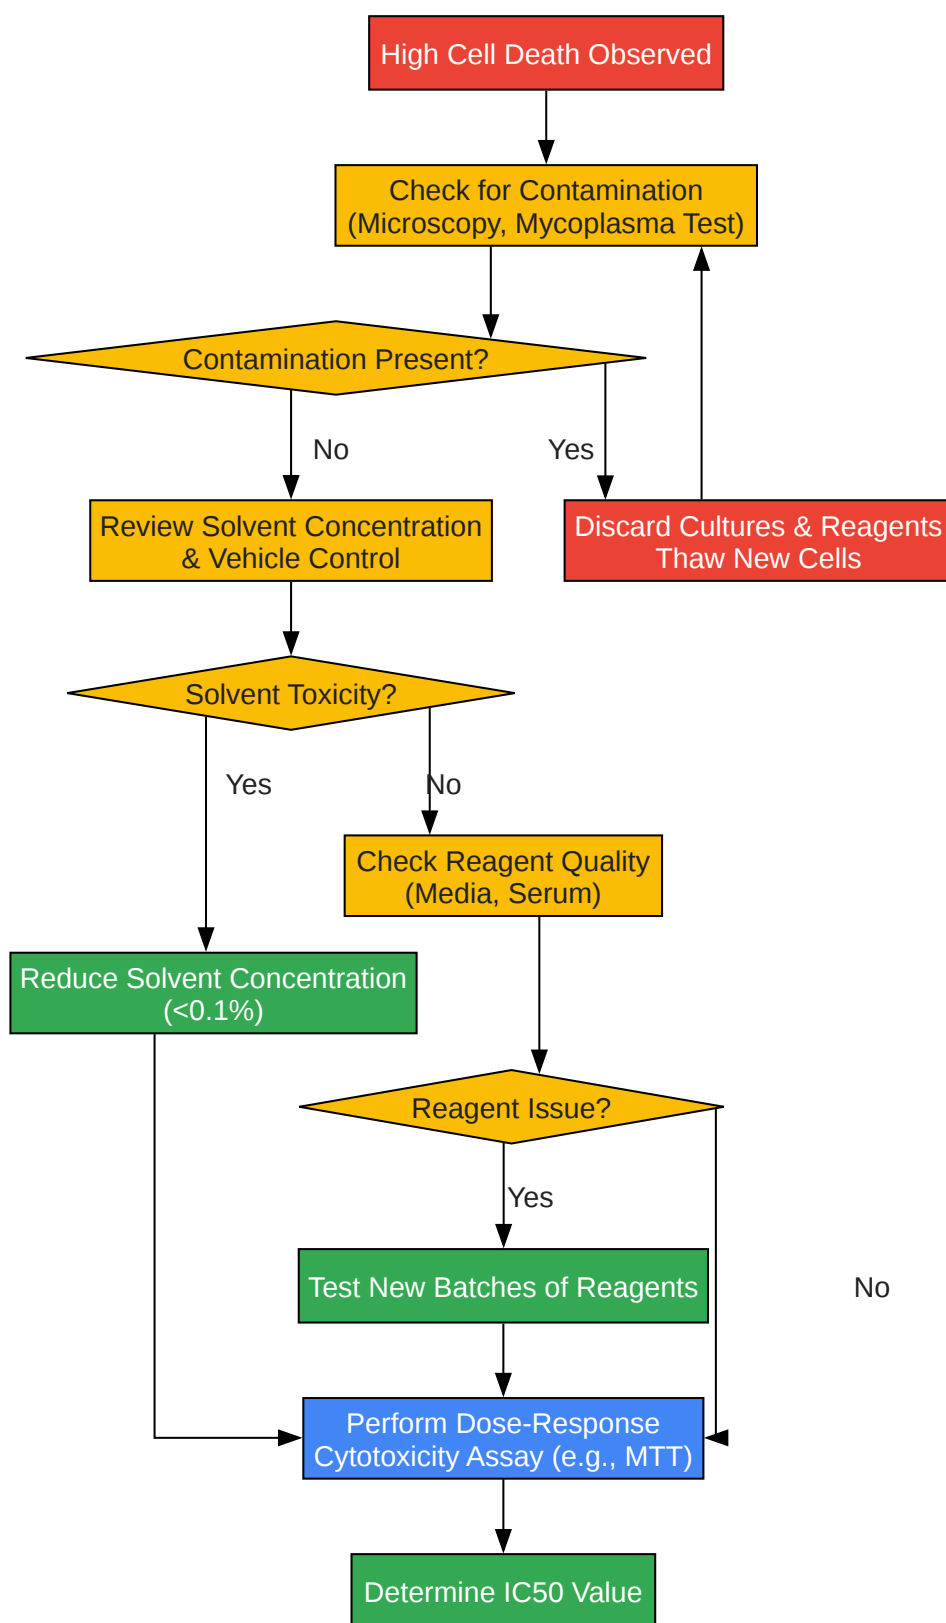 High Cell Death Observed
Check for Contamination
(Microscopy, Mycoplasma Test)
Contamination Present?
No
Yes
Review Solvent Concentration
& Vehicle Control
Discard Cultures & Reagents
Thaw New Cells
Solvent Toxicity?
Yes
No
Check Reagent Quality
(Media, Serum)
Reduce Solvent Concentration
(<0.1%)
Reagent Issue?
Yes
Test New Batches of Reagents
No
Perform Dose-Response
Cytotoxicity Assay (e.g., MTT)
Determine IC50 Value